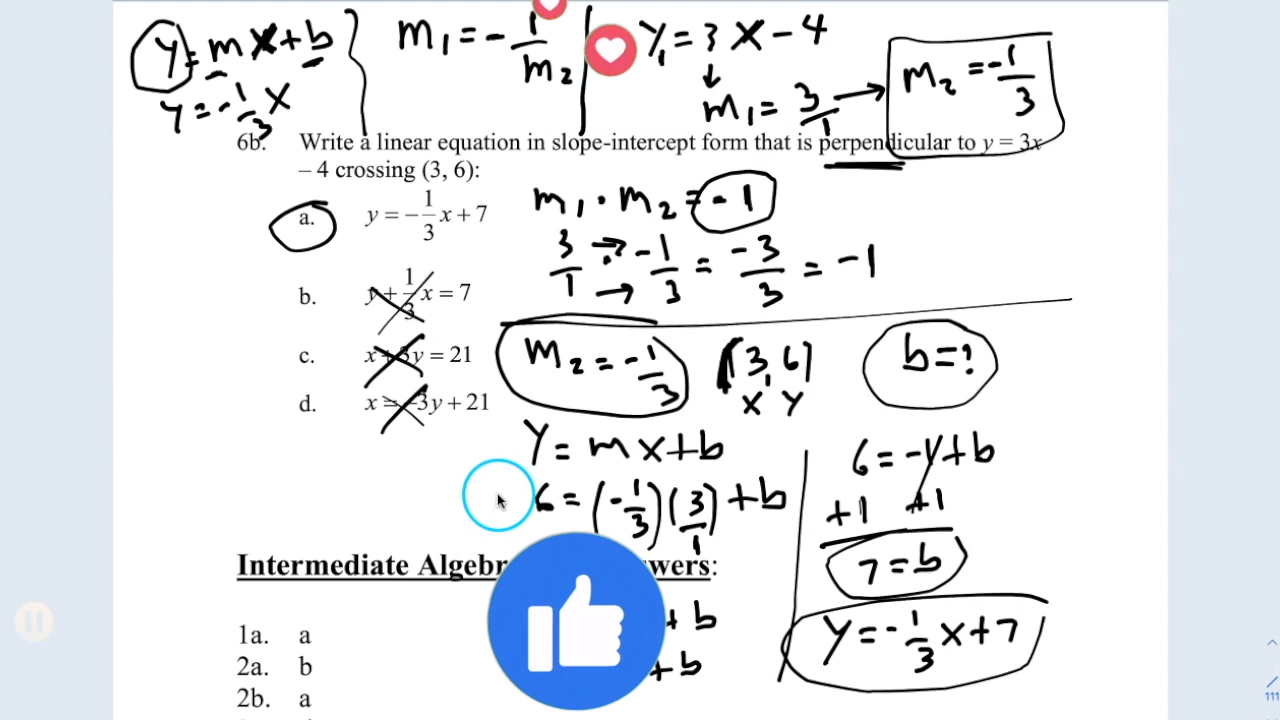 y = mx + b
y = -1/3 x
m₁ = -1/m₂
y₁ = 3x - 4
m₁ = 3/1 → m₂ = -1/3
6b. Write a linear equation in slope-intercept form that is perpendicular to y = 3x
– 4 crossing (3, 6):
a. y = -1/3 x + 7
b. y + 1/3 x = 7
c. x + 3y = 21
d. x = -3y + 21
m₁ · m₂ = -1
3/1 → · → -1/3 = -3/3 = -1
m₂ = -1/3 (3, 6) b = ?
x y
y = mx + b
6 = (-1/3)(3/1) + b
+ b
+ b
6 = -1 + b
+1 +1
7 = b
y = -1/3 x + 7
Intermediate Algebr wers:
1a. a
2a. b
2b. a
111